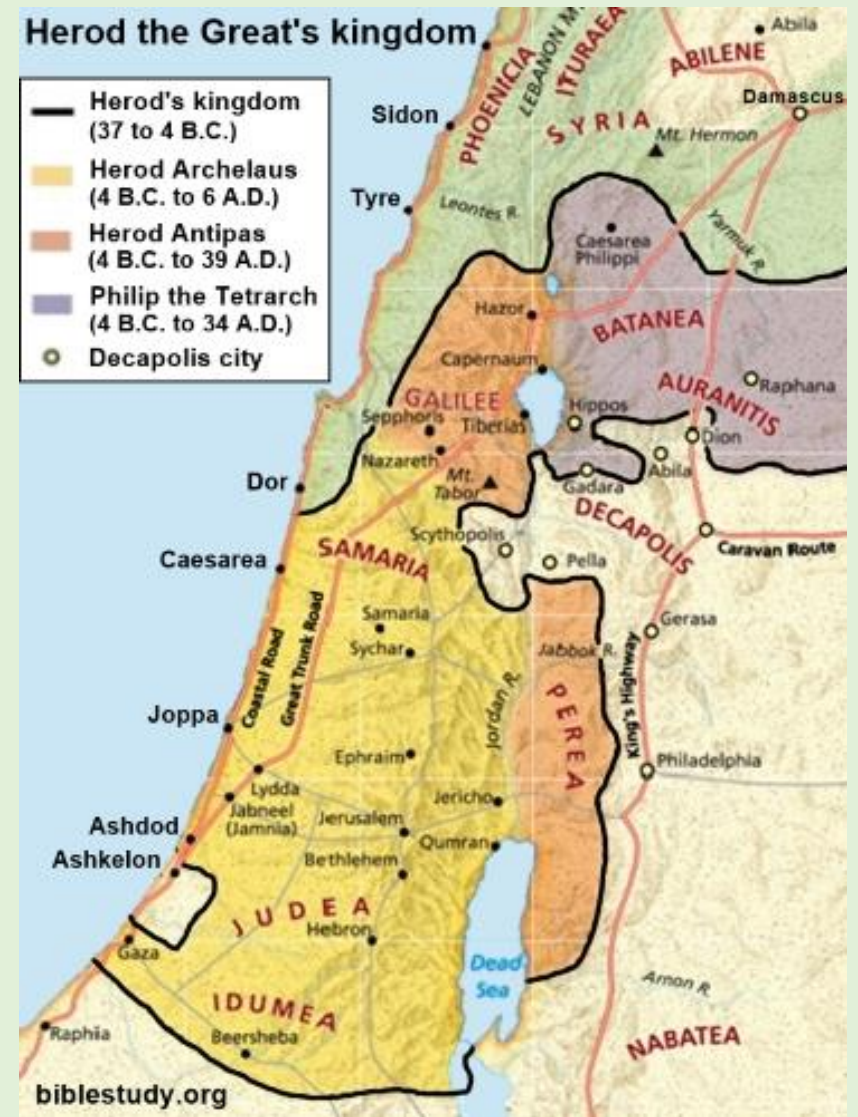 Herod the Great's kingdom
Herod's kingdom
(37 to 4 B.C.)
Herod Archelaus
(4 B.C. to 6 A.D.)
Herod Antipas
(4 B.C. to 39 A.D.)
Philip the Tetrarch
(4 B.C. to 34 A.D.)
Decapolis city
Abila
ABILENE
LEBANON M
ITURAEA
PHOENICIA
Damascus
Sidon
SYRIA
Mt. Hermon
Tyre
Leontes R.
Yarmuk R.
Caesarea
Philippi
Hazor
BATANEA
Capernaum
AURANITIS
Raphana
GALILEE
Hippos
Sepphoris
Tiberias
Dion
Nazareth
Abila
Mt.
Tabor
Gadara
Dor
DECAPOLIS
Scythopolis
Caravan Route
SAMARIA
Pella
Caesarea
Samaria
Gerasa
Sychar
Jabbok R.
Coastal Road
Great Trunk Road
King's Highway
Jordan R.
PEREA
Joppa
Ephraim
Philadelphia
Lydda
Jericho
Jabneel
(Jamnia)
Jerusalem
Ashdod
Qumran
Ashkelon
Bethlehem
JUDEA
Hebron
Gaza
Dead
Sea
Arnon R.
IDUMEA
Raphia
Beersheba
NABATEA
biblestudy.org